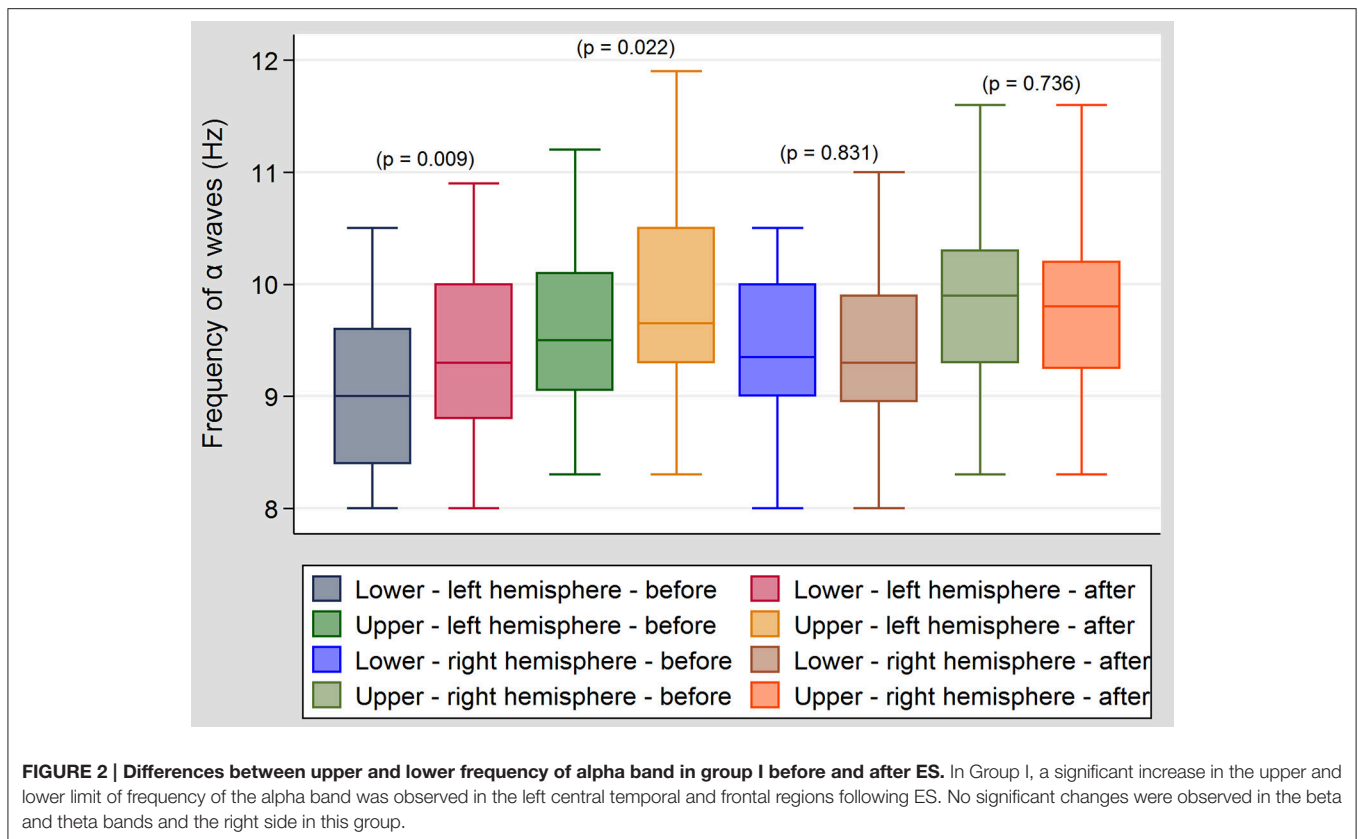 (p = 0.022)
12
(p = 0.736)
(p = 0.009)
(p = 0.831)
11
10
9
8
Frequency of α waves (Hz)
Lower - left hemisphere - before
Lower - left hemisphere - after
Upper - left hemisphere - before
Upper - left hemisphere - after
Lower - right hemisphere - before
Lower - right hemisphere - after
Upper - right hemisphere - before
Upper - right hemisphere - after
FIGURE 2 | Differences between upper and lower frequency of alpha band in group I before and after ES. In Group I, a significant increase in the upper and
lower limit of frequency of the alpha band was observed in the left central temporal and frontal regions following ES. No significant changes were observed in the beta
and theta bands and the right side in this group.